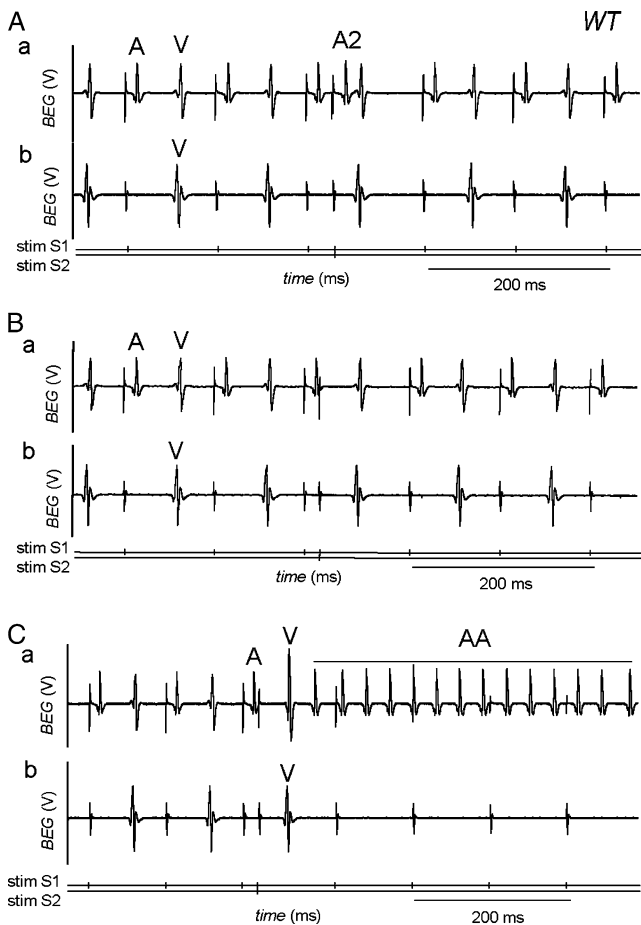 A WT
a A V A2
BEG (V)
b V
BEG (V)
stim S1
stim S2
time (ms) 200 ms
B
a A V
BEG (V)
b V
BEG (V)
stim S1
stim S2
time (ms) 200 ms
C
a A V AA
BEG (V)
b V
BEG (V)
stim S1
stim S2
time (ms) 200 ms